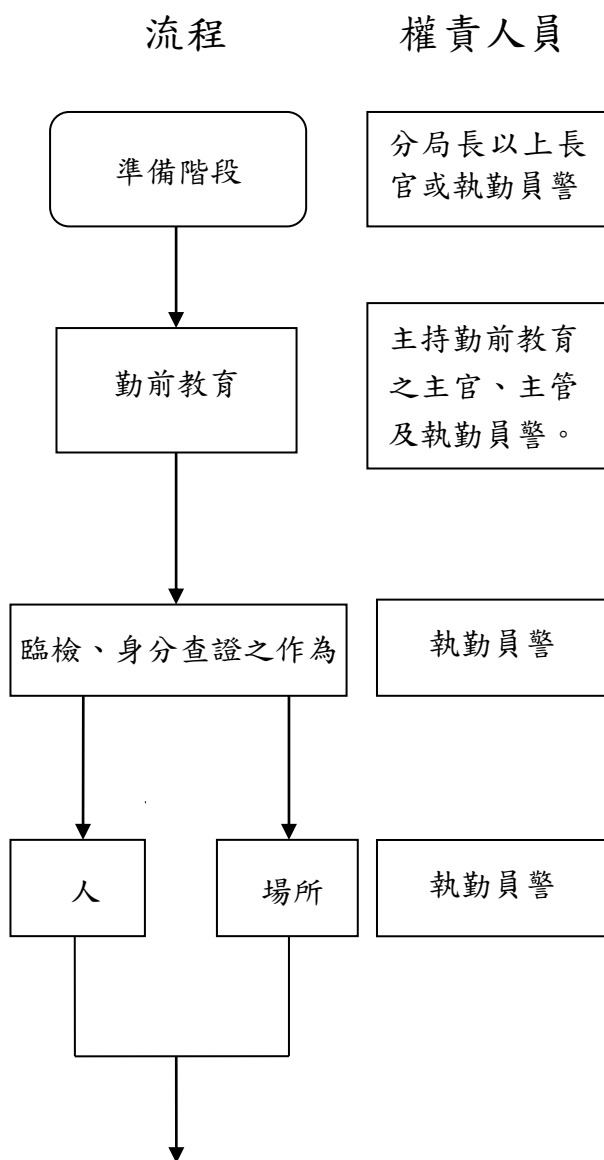 流程 權責人員
準備階段
分局長以上長
官或執勤員警
勤前教育
主持勤前教育
之主官、主管
及執勤員警。
臨檢、身分查證之作為
執勤員警
人
場所
執勤員警